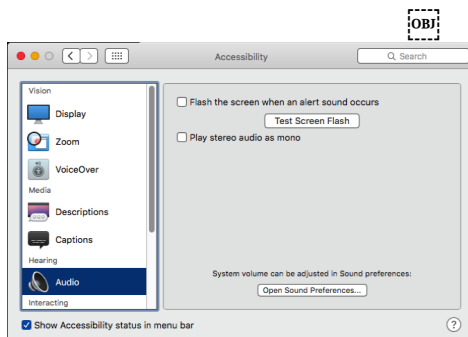 OBJ
Accessibility
Search
Vision
Display
Zoom
VoiceOver
Media
Descriptions
Captions
Hearing
Audio
Interacting
Flash the screen when an alert sound occurs
Test Screen Flash
Play stereo audio as mono
System volume can be adjusted in Sound preferences:
Open Sound Preferences...
Show Accessibility status in menu bar
?